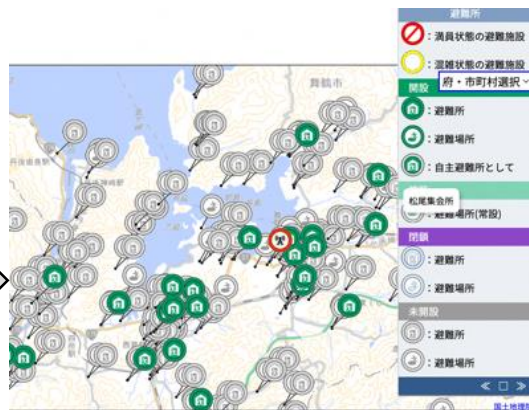 避難所
：満員状態の避難施設
：混雑状態の避難施設
府・市町村選択
開設
：避難所
：避難場所
：自主避難所として
松尾集会所
：避難場所(常設)
閉鎖
：避難所
：避難場所
未開設
：避難所
：避難場所
舞鶴市
国土地理院